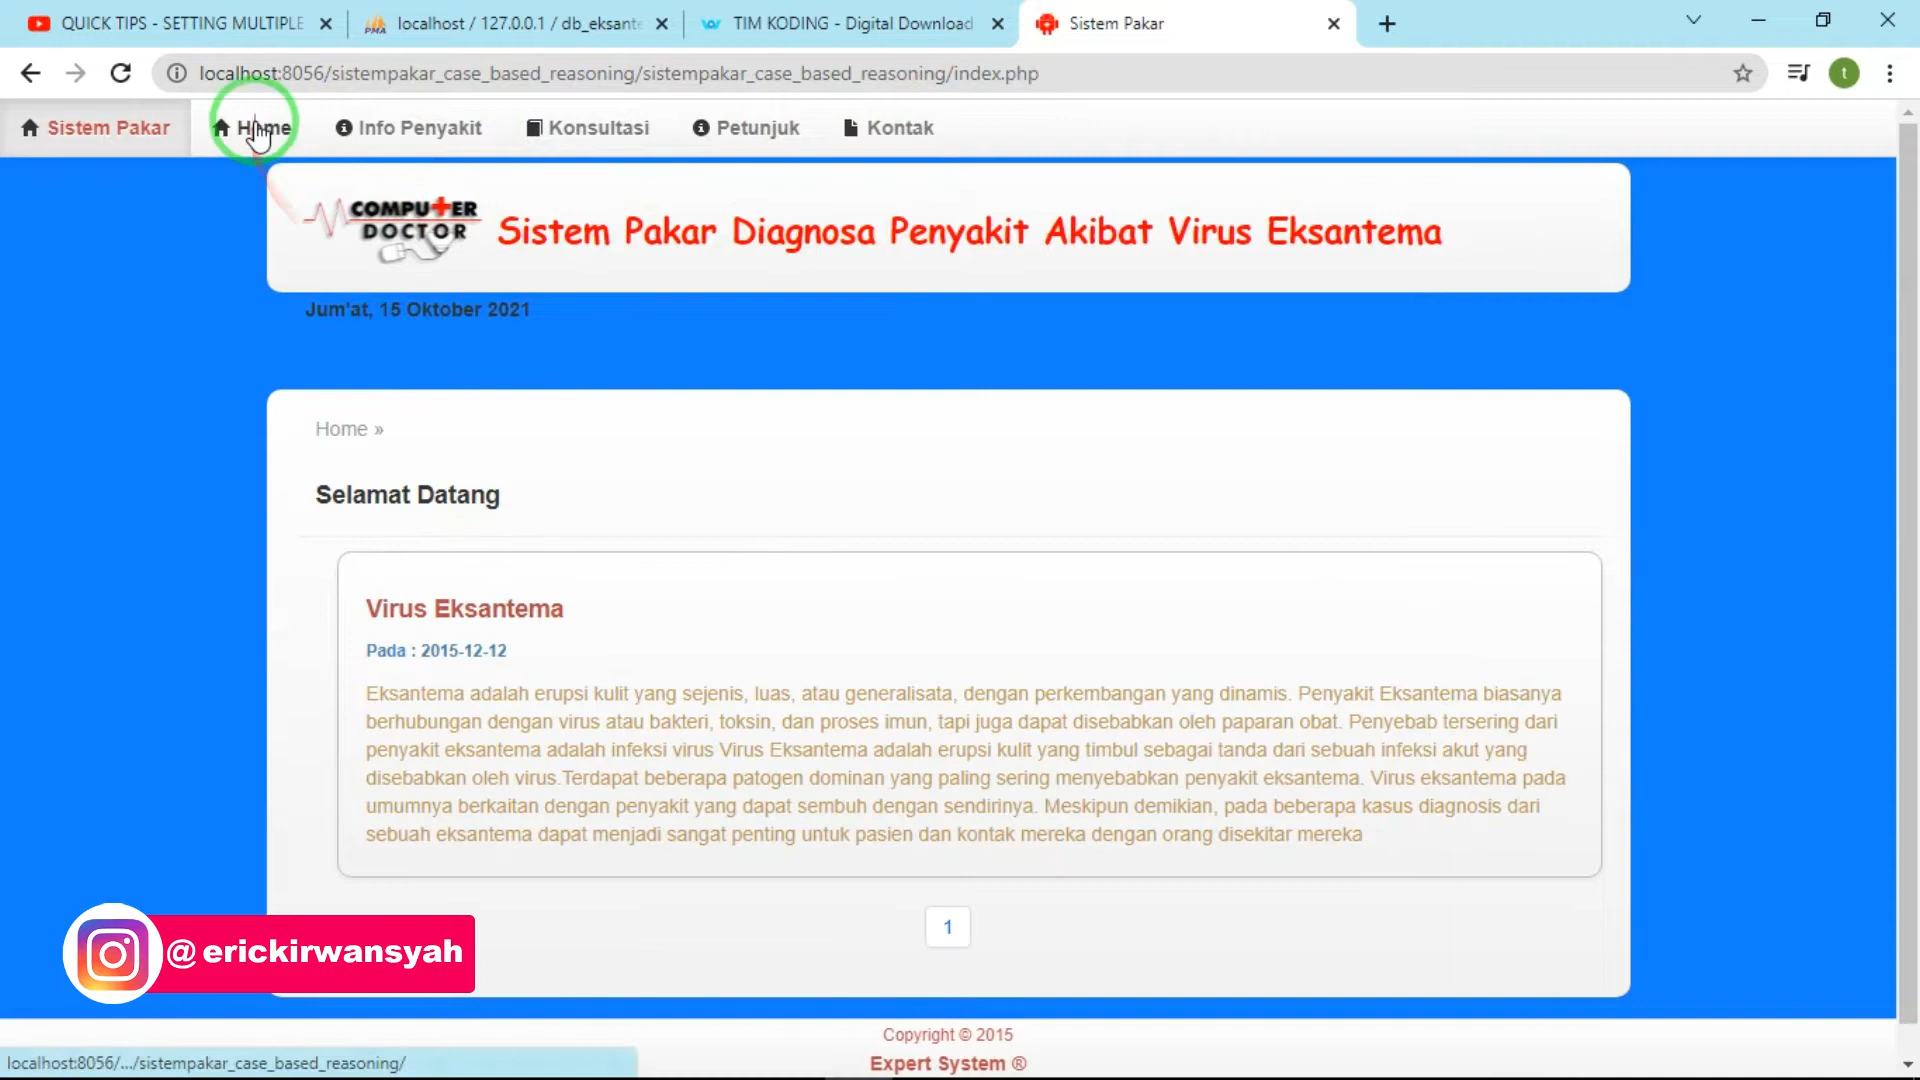 QUICK TIPS - SETTING MULTIPLE
localhost / 127.0.0.1 / db_eksante
TIM KODING - Digital Download
Sistem Pakar
localhost:8056/sistempakar_case_based_reasoning/sistempakar_case_based_reasoning/index.php
t
Sistem Pakar
Home
Info Penyakit
Konsultasi
Petunjuk
Kontak
COMPUTER
DOCTOR
Sistem Pakar Diagnosa Penyakit Akibat Virus Eksantema
Jum'at, 15 Oktober 2021
Home »
Selamat Datang
Virus Eksantema
Pada : 2015-12-12
Eksantema adalah erupsi kulit yang sejenis, luas, atau generalisata, dengan perkembangan yang dinamis. Penyakit Eksantema biasanya
berhubungan dengan virus atau bakteri, toksin, dan proses imun, tapi juga dapat disebabkan oleh paparan obat. Penyebab tersering dari
penyakit eksantema adalah infeksi virus Virus Eksantema adalah erupsi kulit yang timbul sebagai tanda dari sebuah infeksi akut yang
disebabkan oleh virus.Terdapat beberapa patogen dominan yang paling sering menyebabkan penyakit eksantema. Virus eksantema pada
umumnya berkaitan dengan penyakit yang dapat sembuh dengan sendirinya. Meskipun demikian, pada beberapa kasus diagnosis dari
sebuah eksantema dapat menjadi sangat penting untuk pasien dan kontak mereka dengan orang disekitar mereka
1
@erickirwansyah
Copyright © 2015
Expert System ®
localhost:8056/.../sistempakar_case_based_reasoning/